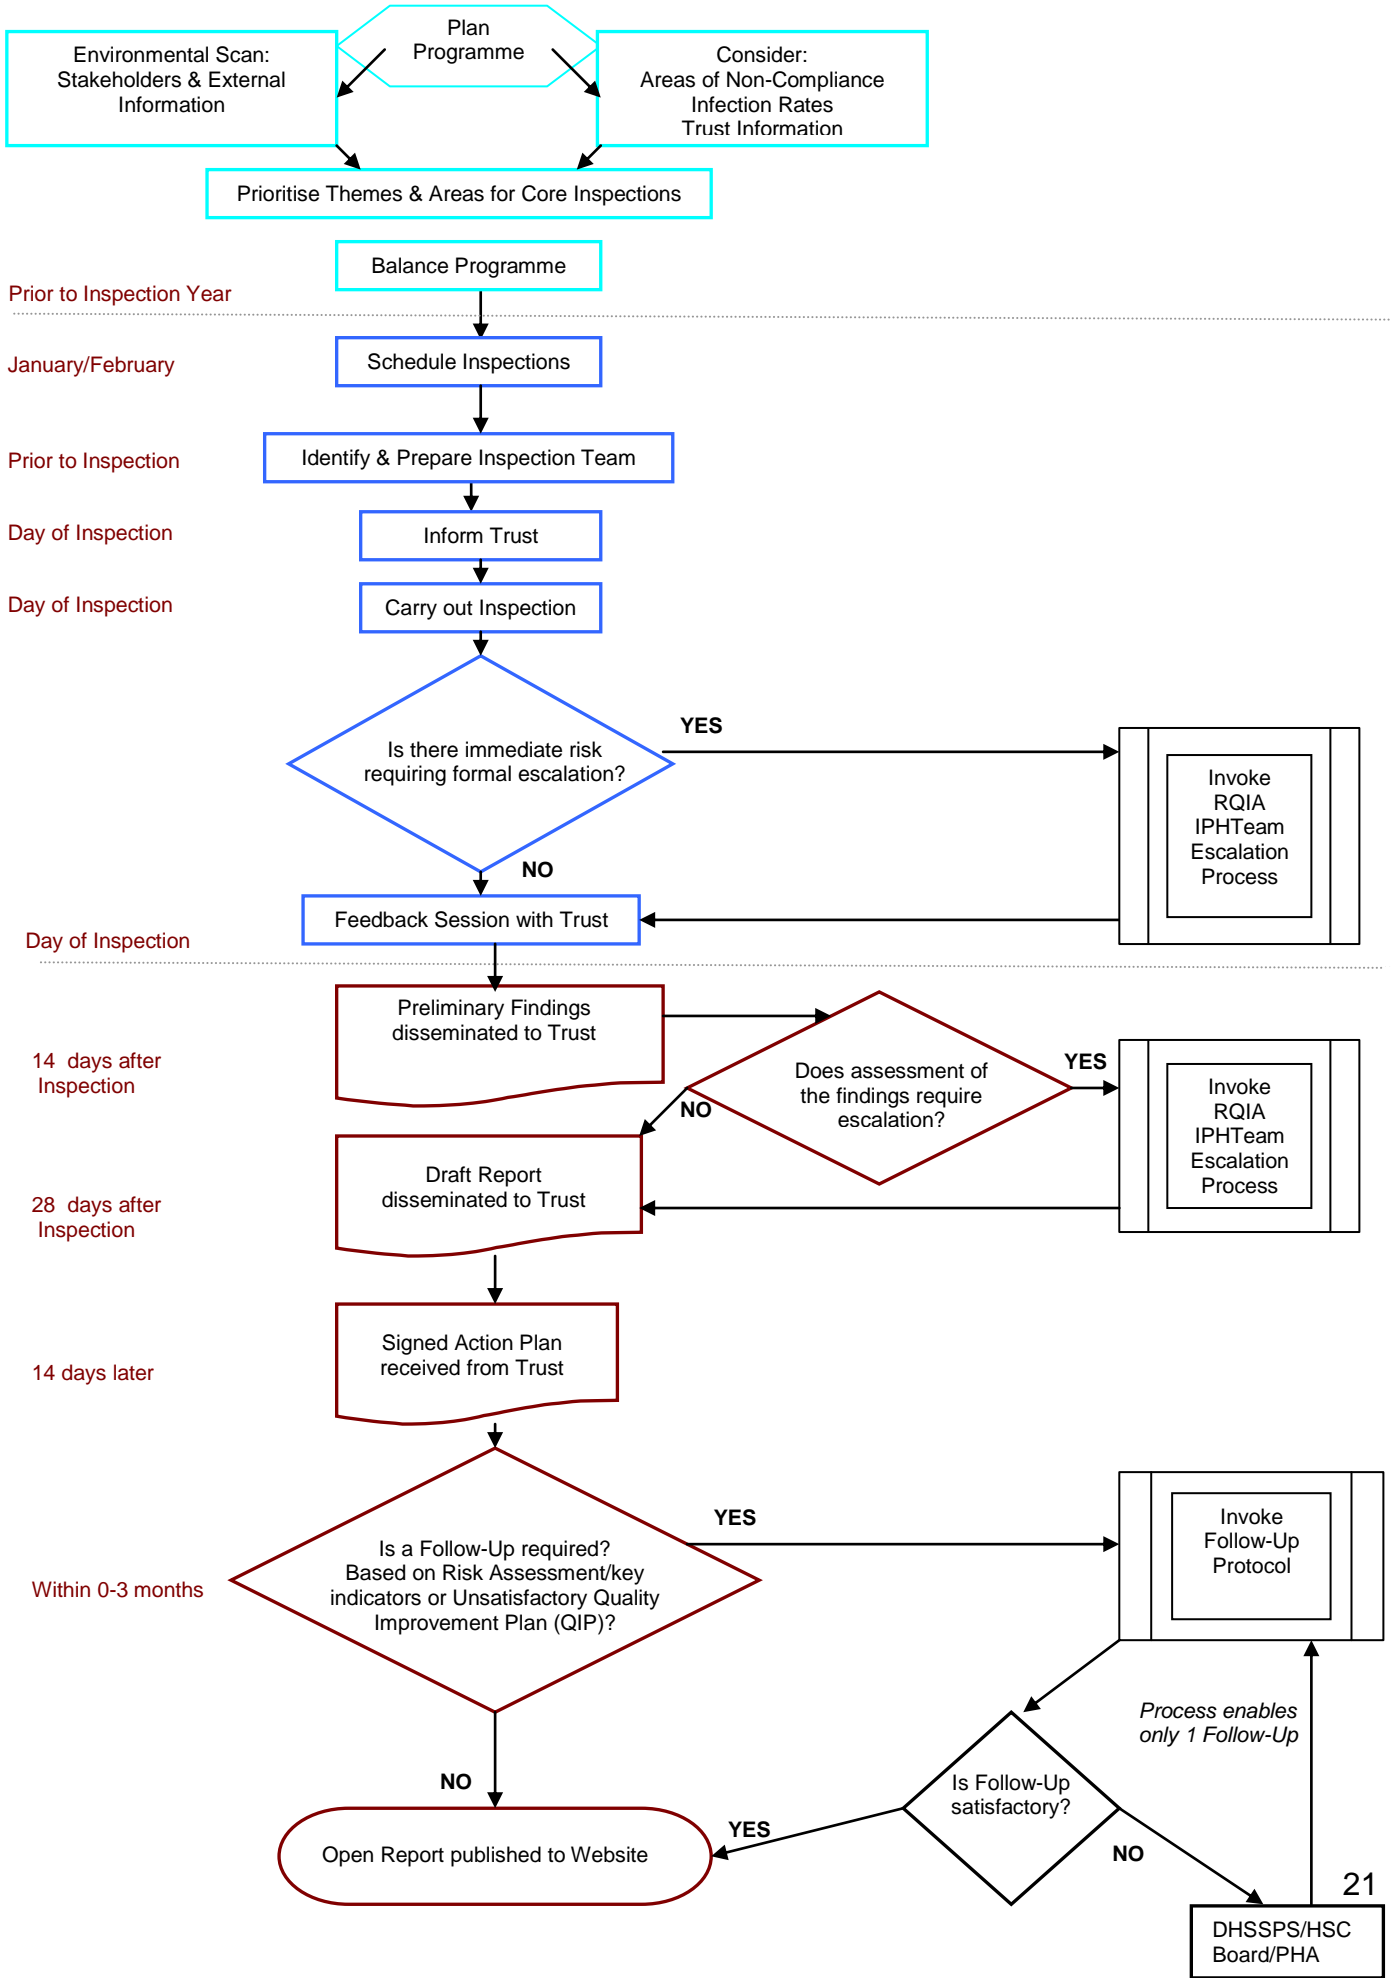 Plan
Programme
Environmental Scan:
Stakeholders & External
Information
Consider:
Areas of Non-Compliance
Infection Rates
Trust Information
Prioritise Themes & Areas for Core Inspections
Balance Programme
Prior to Inspection Year
January/February
Schedule Inspections
Prior to Inspection
Identify & Prepare Inspection Team
Day of Inspection
Inform Trust
Day of Inspection
Carry out Inspection
Is there immediate risk
requiring formal escalation?
YES
NO
Invoke
RQIA
IPHTeam
Escalation
Process
Feedback Session with Trust
Day of Inspection
Preliminary Findings
disseminated to Trust
14  days after
Inspection
Does assessment of
the findings require
escalation?
YES
NO
Invoke
RQIA
IPHTeam
Escalation
Process
Draft Report
disseminated to Trust
28  days after
Inspection
Signed Action Plan
received from Trust
14 days later
Is a Follow-Up required?
Based on Risk Assessment/key
indicators or Unsatisfactory Quality
Improvement Plan (QIP)?
Within 0-3 months
YES
NO
Invoke
Follow-Up
Protocol
Process enables
only 1 Follow-Up
Is Follow-Up
satisfactory?
YES
NO
Open Report published to Website
21
DHSSPS/HSC
Board/PHA